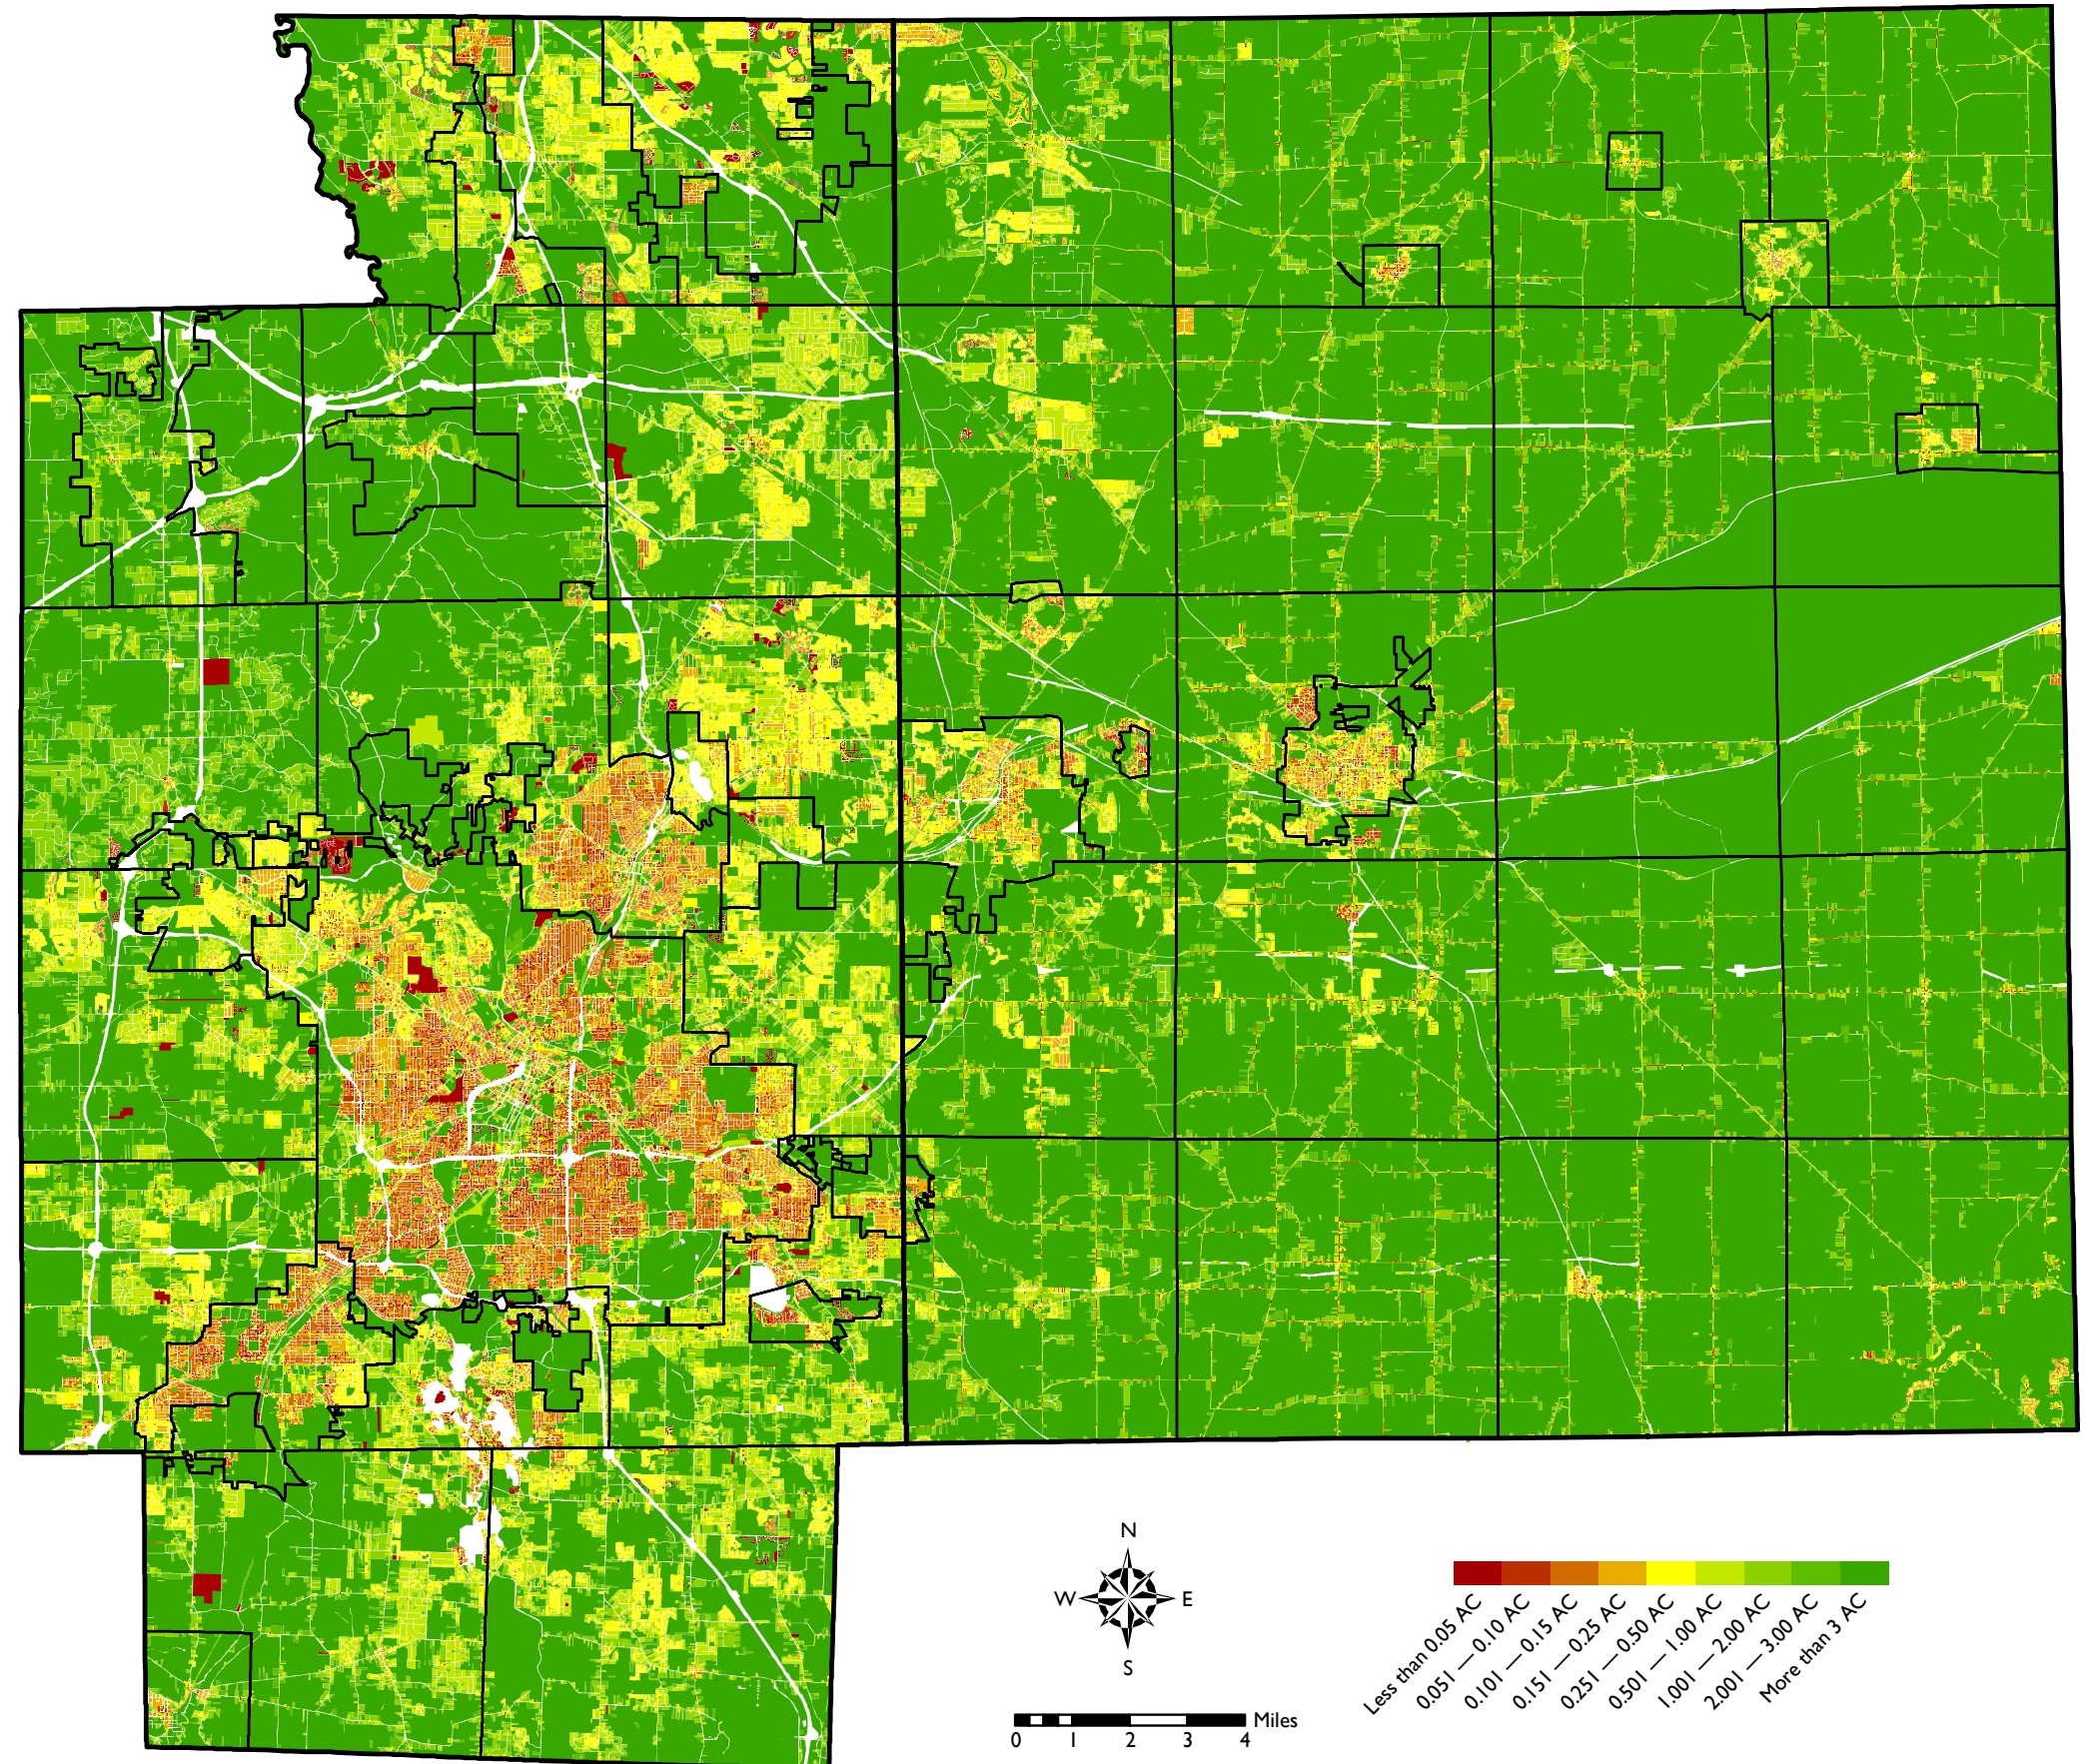 N
W E
S
Miles
0 1 2 3 4
Less than 0.05 AC
0.051 — 0.10 AC
0.101 — 0.15 AC
0.151 — 0.25 AC
0.251 — 0.50 AC
0.501 — 1.00 AC
1.001 — 2.00 AC
2.001 — 3.00 AC
More than 3 AC